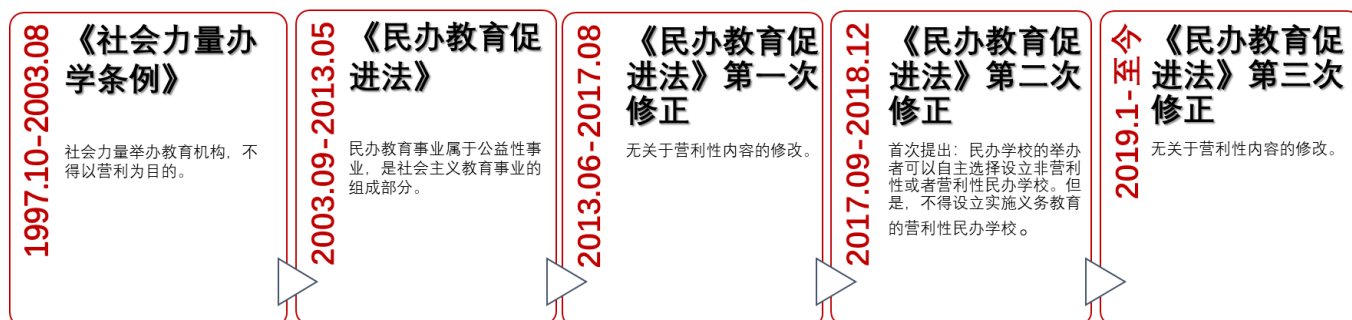 1997.10-2003.08
《社会力量办
学条例》
社会力量举办教育机构，不
得以营利为目的。
2003.09-2013.05
《民办教育促
进法》
民办教育事业属于公益性事
业，是社会主义教育事业的
组成部分。
2013.06-2017.08
《民办教育促
进法》第一次
修正
无关于营利性内容的修改。
2017.09-2018.12
《民办教育促
进法》第二次
修正
首次提出：民办学校的举办
者可以自主选择设立非营利
性或者营利性民办学校。但
是，不得设立实施义务教育
的营利性民办学校。
2019.1-至今
《民办教育促
进法》第三次
修正
无关于营利性内容的修改。